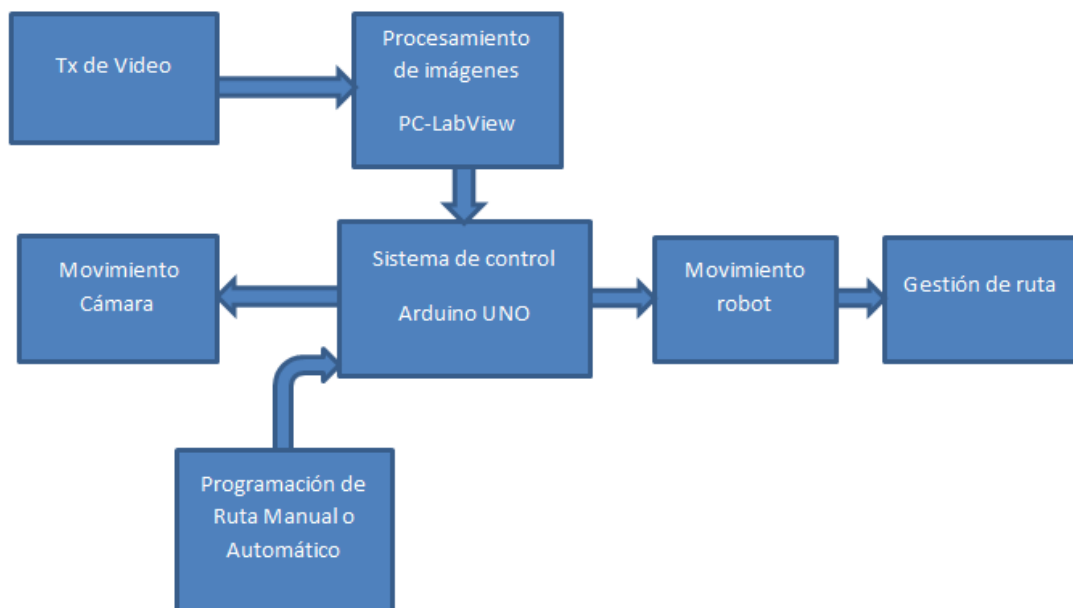 Tx de Video
Procesamiento
de imágenes
PC-LabView
Movimiento
Cámara
Sistema de control
Arduino UNO
Movimiento
robot
Gestión de ruta
Programación de
Ruta Manual o
Automático